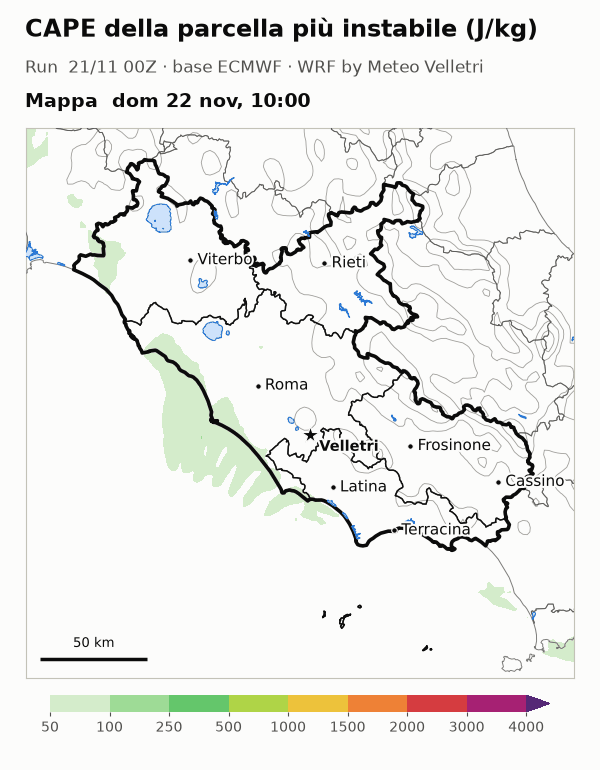 CAPE della parcella più instabile (J/kg)
Run 21/11 00Z · base ECMWF · WRF by Meteo Velletri
Mappa dom 22 nov, 10:00
Viterbo
Rieti
Roma
Velletri
Frosinone
Cassino
Latina
Terracina
50 km
50 100 250 500 1000 1500 2000 3000 4000